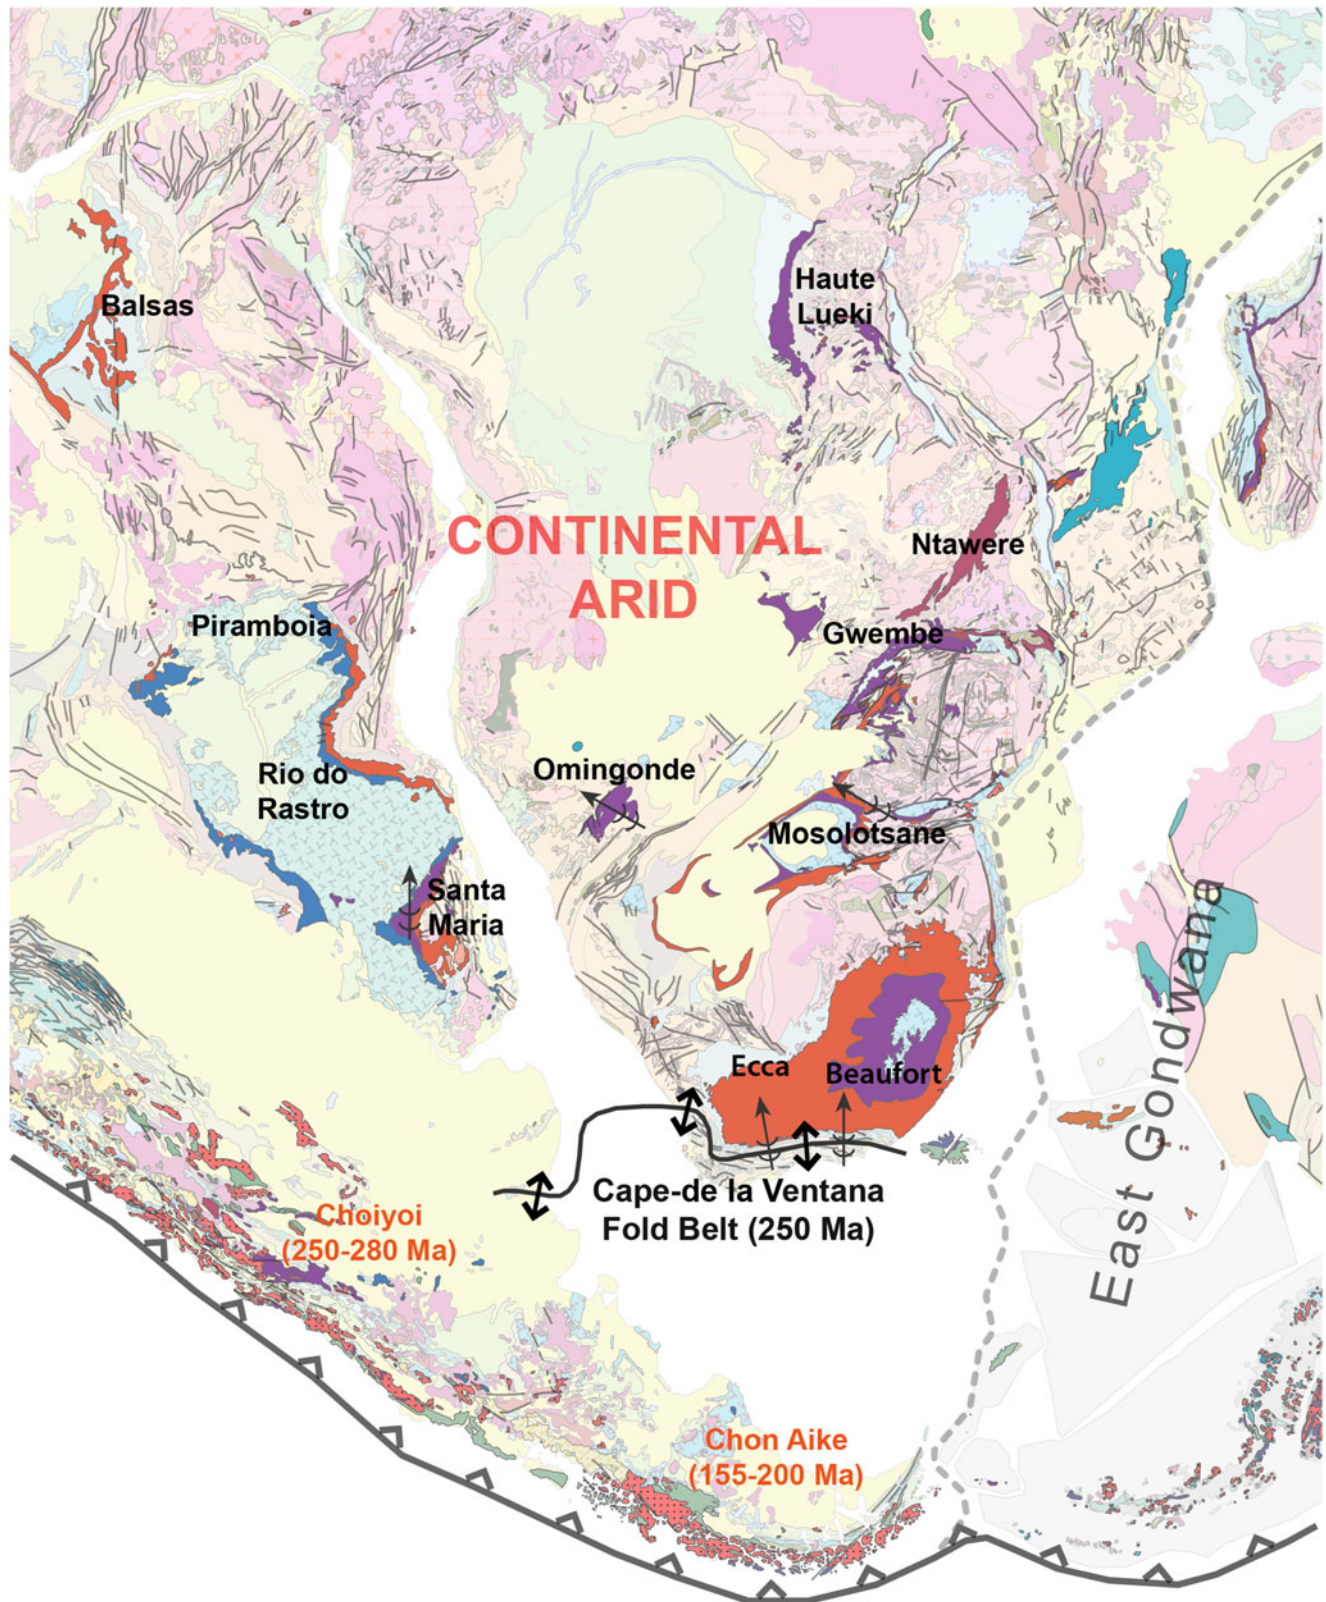 Haute
Lueki
Balsas
CONTINENTAL
ARID
Ntawere
Piramboia
Gwembe
Rio do
Rastro
Omingonde
Mosolotsane
Santa
Maria
East Gondwana
Ecca
Beaufort
Cape-de la Ventana
Fold Belt (250 Ma)
Choiyoi
(250-280 Ma)
Chon Aike
(155-200 Ma)